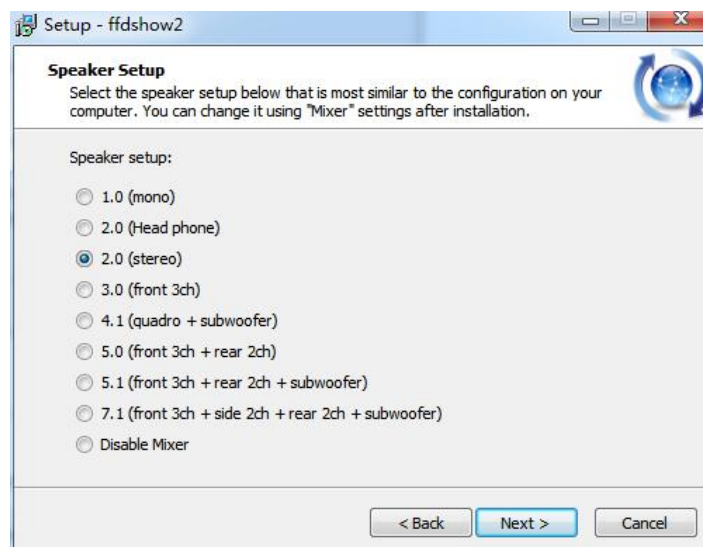 Setup - ffdshow2
Speaker Setup
Select the speaker setup below that is most similar to the configuration on your
computer. You can change it using "Mixer" settings after installation.
Speaker setup:
1.0 (mono)
2.0 (Head phone)
2.0 (stereo)
3.0 (front 3ch)
4.1 (quadro + subwoofer)
5.0 (front 3ch + rear 2ch)
5.1 (front 3ch + rear 2ch + subwoofer)
7.1 (front 3ch + side 2ch + rear 2ch + subwoofer)
Disable Mixer
< Back
Next >
Cancel